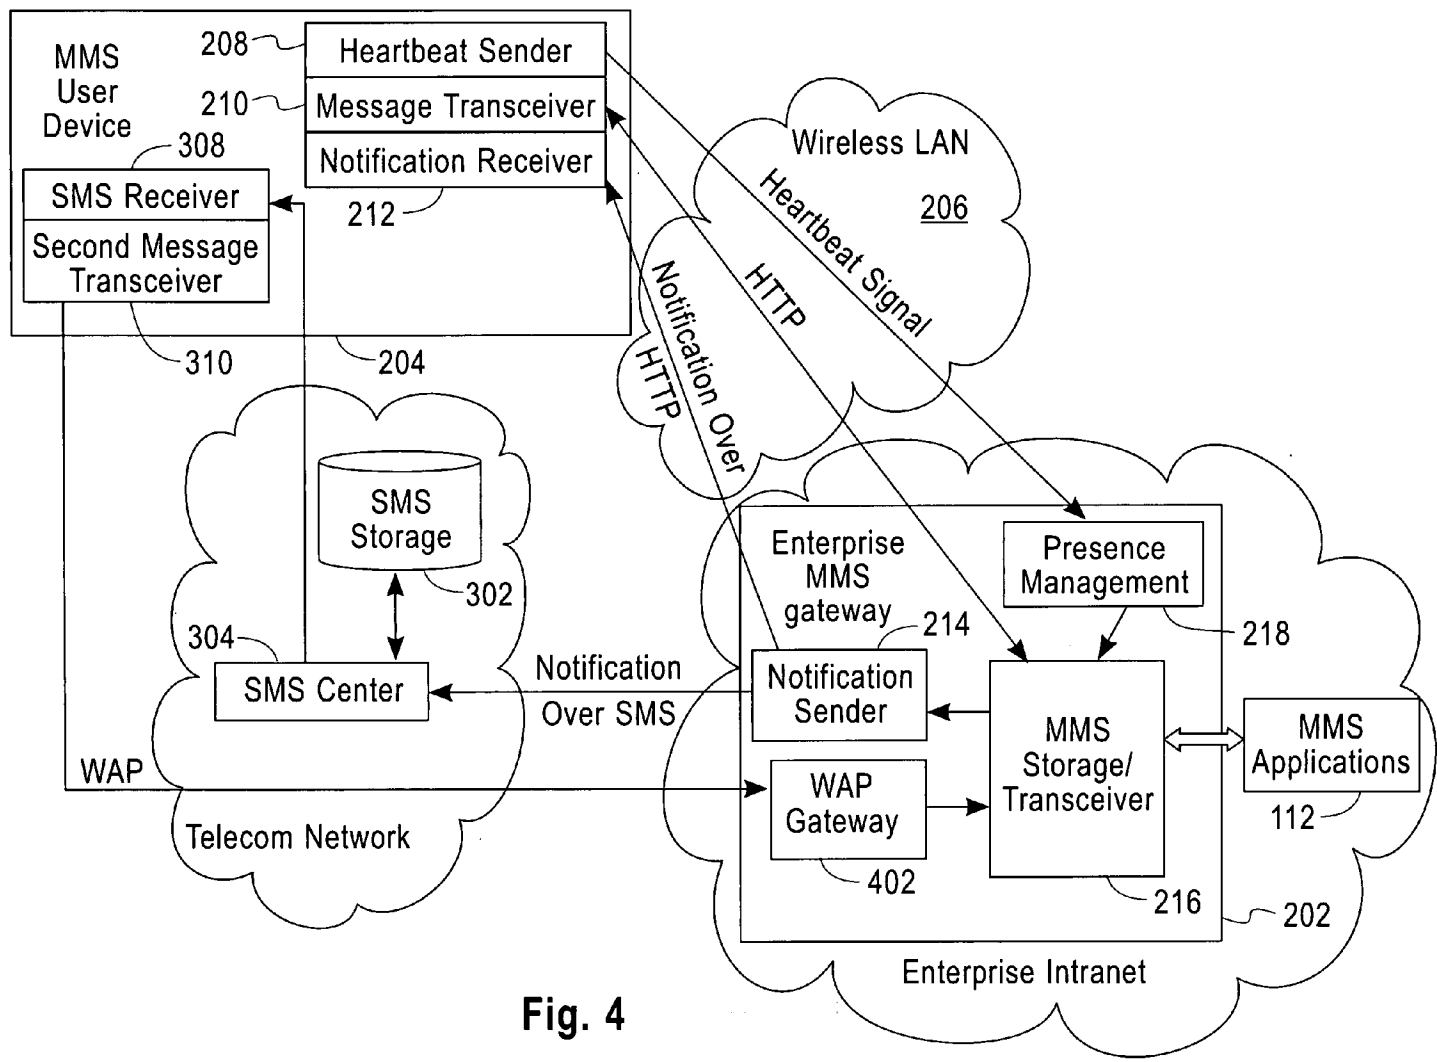 MMS
User
Device
208
Heartbeat Sender
210
Message Transceiver
Notification Receiver
212
308
SMS Receiver
Second Message
Transceiver
310
204
Wireless LAN
206
Heartbeat Signal
HTTP
Notification Over
HTTP
SMS
Storage
302
304
SMS Center
Notification
Over SMS
WAP
Telecom Network
Enterprise
MMS
gateway
214
Notification
Sender
Presence
Management
218
MMS
Storage/
Transceiver
216
WAP
Gateway
402
MMS
Applications
112
202
Enterprise Intranet
Fig. 4